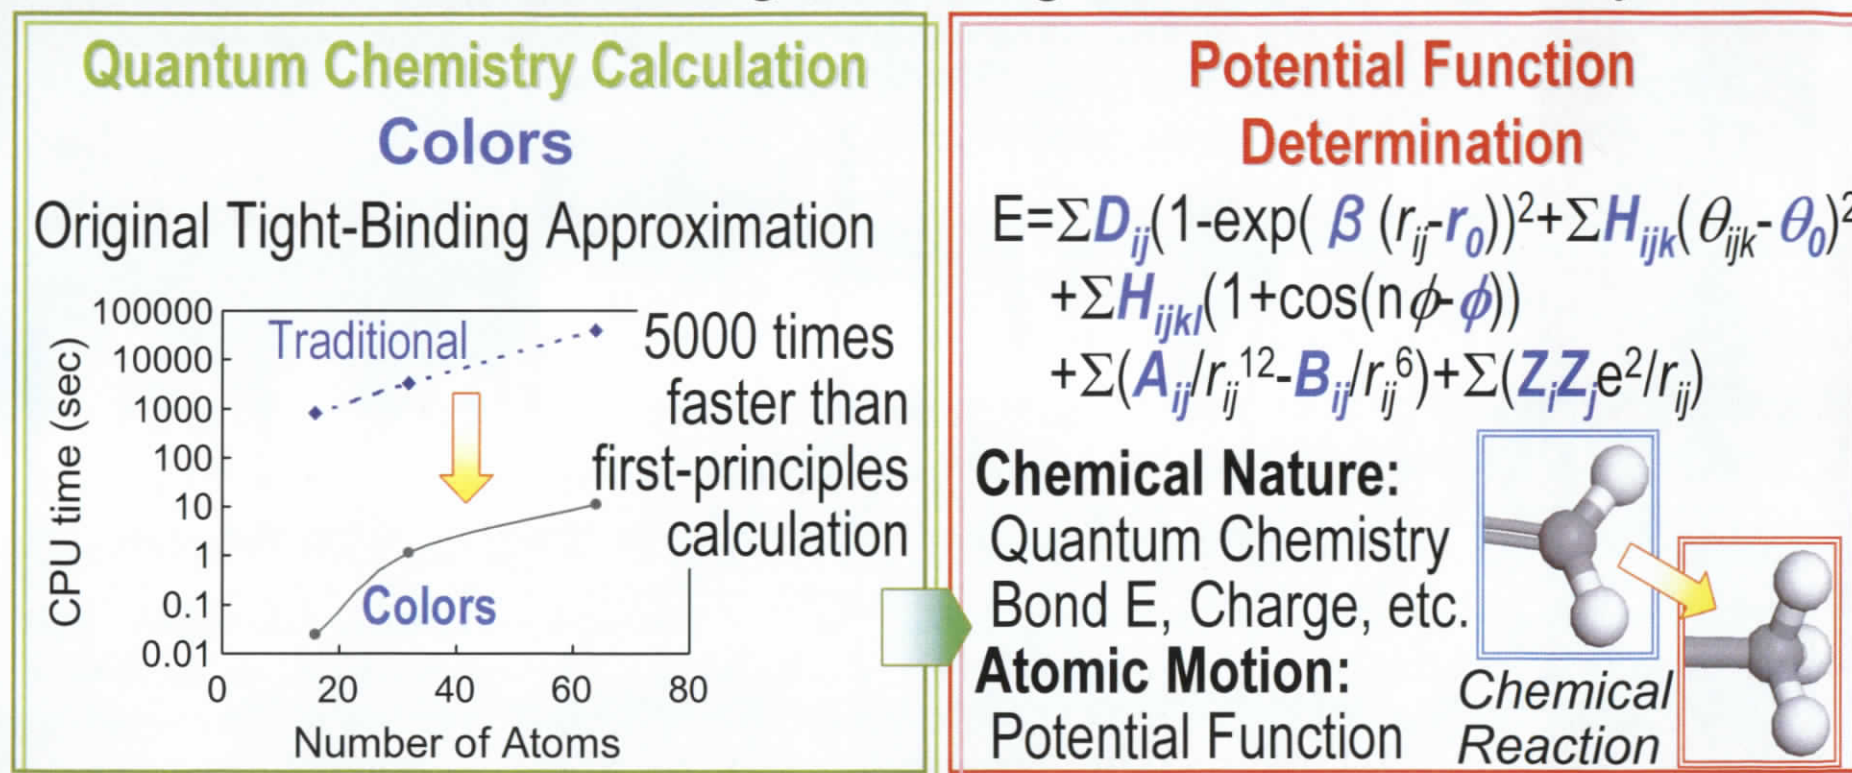 Quantum Chemistry Calculation
Colors
Original Tight-Binding Approximation
100000
10000
1000
100
10
1
0.1
0.01
CPU time (sec)
Traditional
Colors
5000 times
faster than
first-principles
calculation
0 20 40 60 80
Number of Atoms
Potential Function
Determination
E=ΣDij(1-exp( β (rij-r0))²+ΣHijk(θijk-θ0)²
+ΣHijkl(1+cos(nϕ-ϕ))
+Σ(Aij/rij¹²-Bij/rij⁶)+Σ(ZiZje²/rij)
Chemical Nature:
Quantum Chemistry
Bond E, Charge, etc.
Atomic Motion:
Potential Function
Chemical
Reaction